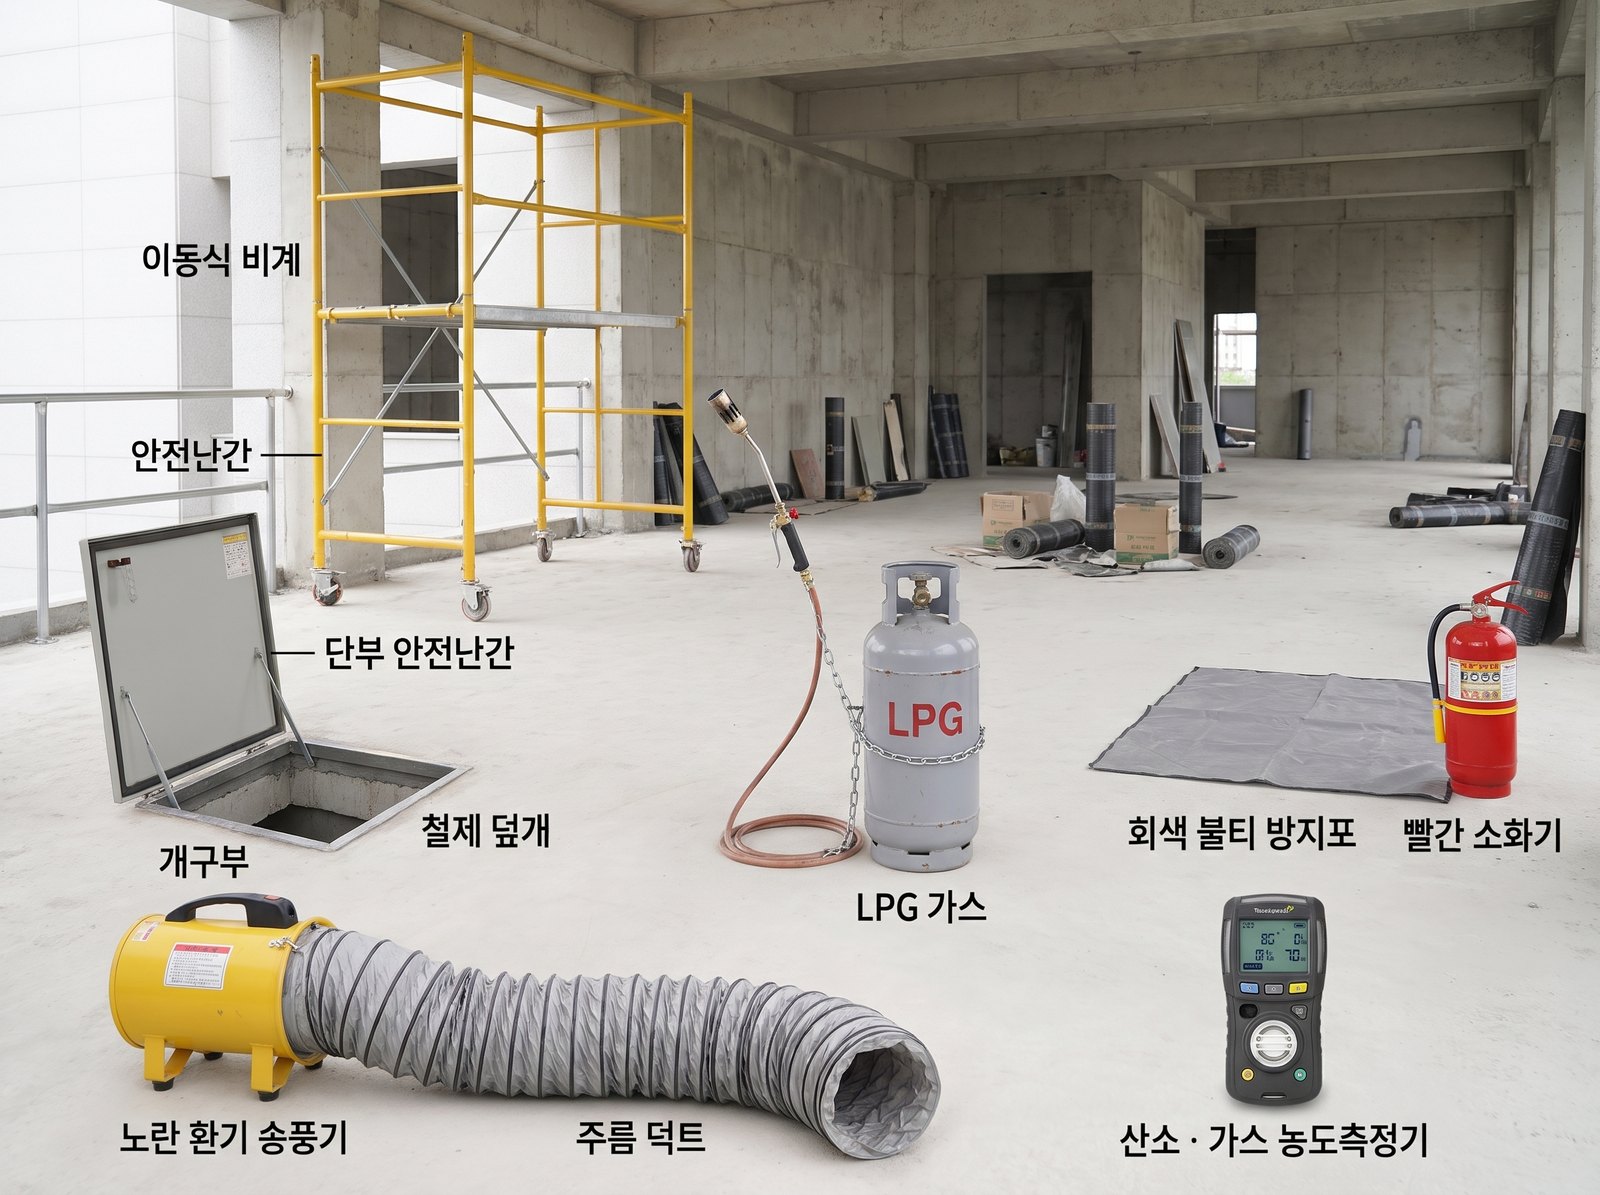 이동식 비계
안전난간
단부 안전난간
철제 덮개
개구부
LPG
LPG 가스
회색 불티 방지포
빨간 소화기
노란 환기 송풍기
주름 덕트
산소 · 가스 농도측정기